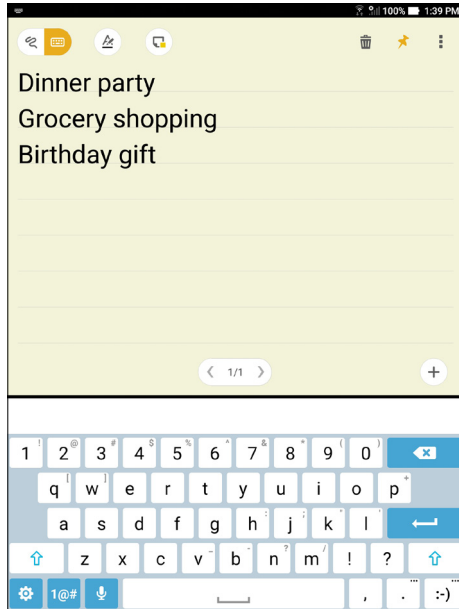 100% 1:39 PM
Dinner party
Grocery shopping
Birthday gift
1/1
1 ! 2 @ 3 # 4 $ 5 % 6 ^ 7 & 8 * 9 ( 0 )
q [ w ] e r t y u i o p +
a s d f g h : j ; k ' l "
z x c v - b - n ? m / ! ?
1@# , . ... :-) ...